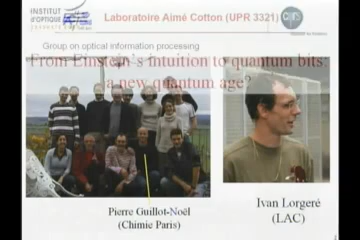 INSTITUT
d'OPTIQUE
Laboratoire Aimé Cotton (UPR 3321)
cnrs
Group on optical information processing
From Einstein's intuition to quantum bits:
a new quantum age?
Pierre Guillot-Noël
(Chimie Paris)
Ivan Lorgeré
(LAC)